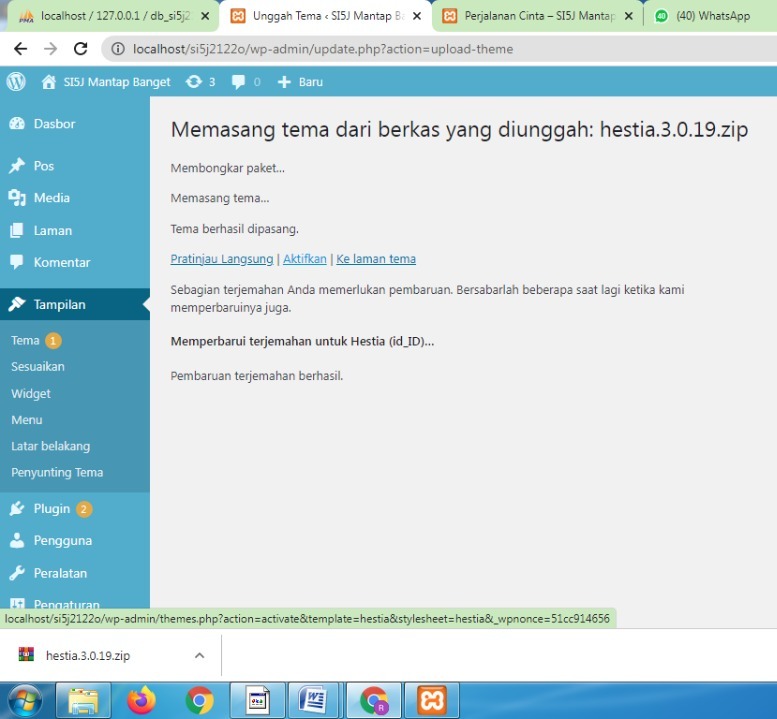 localhost / 127.0.0.1 / db_si5j2
Unggah Tema ‹ SI5J Mantap B
Perjalanan Cinta – SI5J Mantap
(40) WhatsApp
localhost/si5j2122o/wp-admin/update.php?action=upload-theme
SI5J Mantap Banget 3 0 + Baru
Dasbor
Pos
Media
Laman
Komentar
Tampilan
Tema 1
Sesuaikan
Widget
Menu
Latar belakang
Penyunting Tema
Plugin 2
Pengguna
Peralatan
Pengaturan
Memasang tema dari berkas yang diunggah: hestia.3.0.19.zip
Membongkar paket...
Memasang tema...
Tema berhasil dipasang.
Pratinjau Langsung | Aktifkan | Ke laman tema
Sebagian terjemahan Anda memerlukan pembaruan. Bersabarlah beberapa saat lagi ketika kami
memperbaruinya juga.
Memperbarui terjemahan untuk Hestia (id_ID)...
Pembaruan terjemahan berhasil.
localhost/si5j2122o/wp-admin/themes.php?action=activate&template=hestia&stylesheet=hestia&_wpnonce=51cc914656
hestia.3.0.19.zip